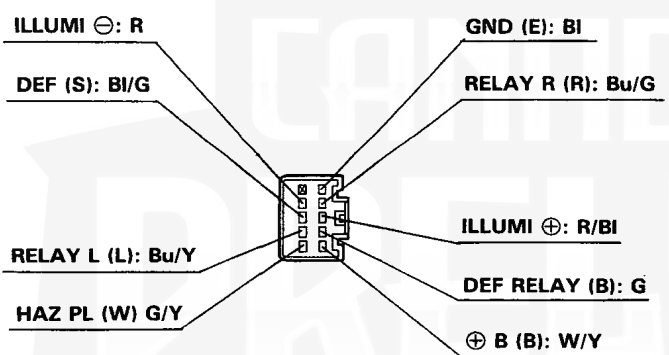 ILLUMI ⊖: R
GND (E): Bl
DEF (S): Bl/G
RELAY R (R): Bu/G
ILLUMI ⊕: R/Bl
RELAY L (L): Bu/Y
DEF RELAY (B): G
HAZ PL (W) G/Y
⊕ B (B): W/Y